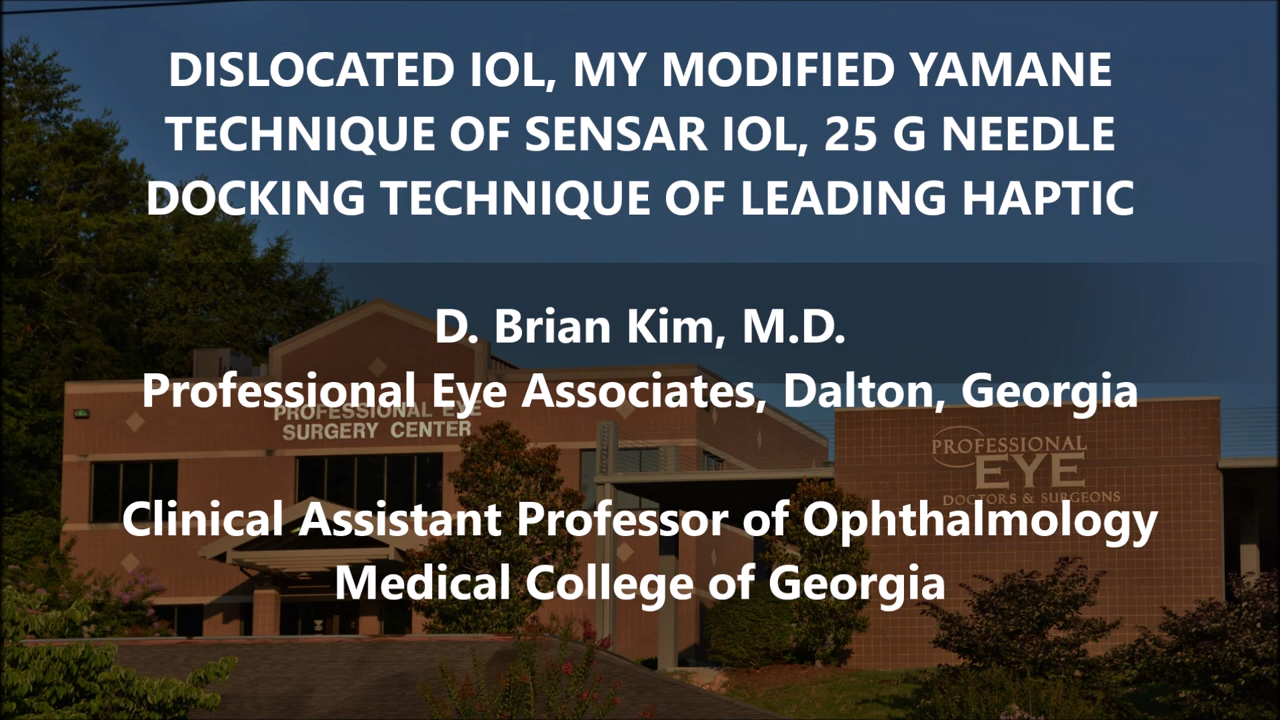 DISLOCATED IOL, MY MODIFIED YAMANE
TECHNIQUE OF SENSAR IOL, 25 G NEEDLE
DOCKING TECHNIQUE OF LEADING HAPTIC
D. Brian Kim, M.D.
Professional Eye Associates, Dalton, Georgia
PROFESSIONAL EYE
SURGERY CENTER
PROFESSIONAL
EYE
DOCTORS & SURGEONS
Clinical Assistant Professor of Ophthalmology
Medical College of Georgia